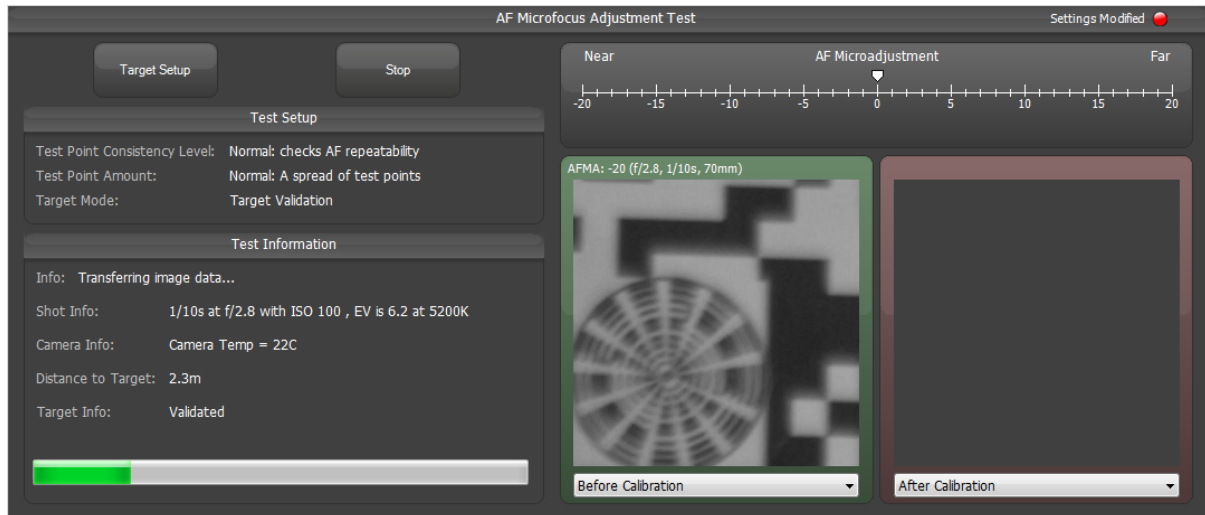 AF Microfocus Adjustment Test
Settings Modified
Target Setup
Stop
Near AF Microadjustment Far
-20 -15 -10 -5 0 5 10 15 20
Test Setup
Test Point Consistency Level: Normal: checks AF repeatability
Test Point Amount: Normal: A spread of test points
Target Mode: Target Validation
Test Information
Info: Transferring image data...
Shot Info: 1/10s at f/2.8 with ISO 100 , EV is 6.2 at 5200K
Camera Info: Camera Temp = 22C
Distance to Target: 2.3m
Target Info: Validated
AFMA: -20 (f/2.8, 1/10s, 70mm)
Before Calibration
After Calibration